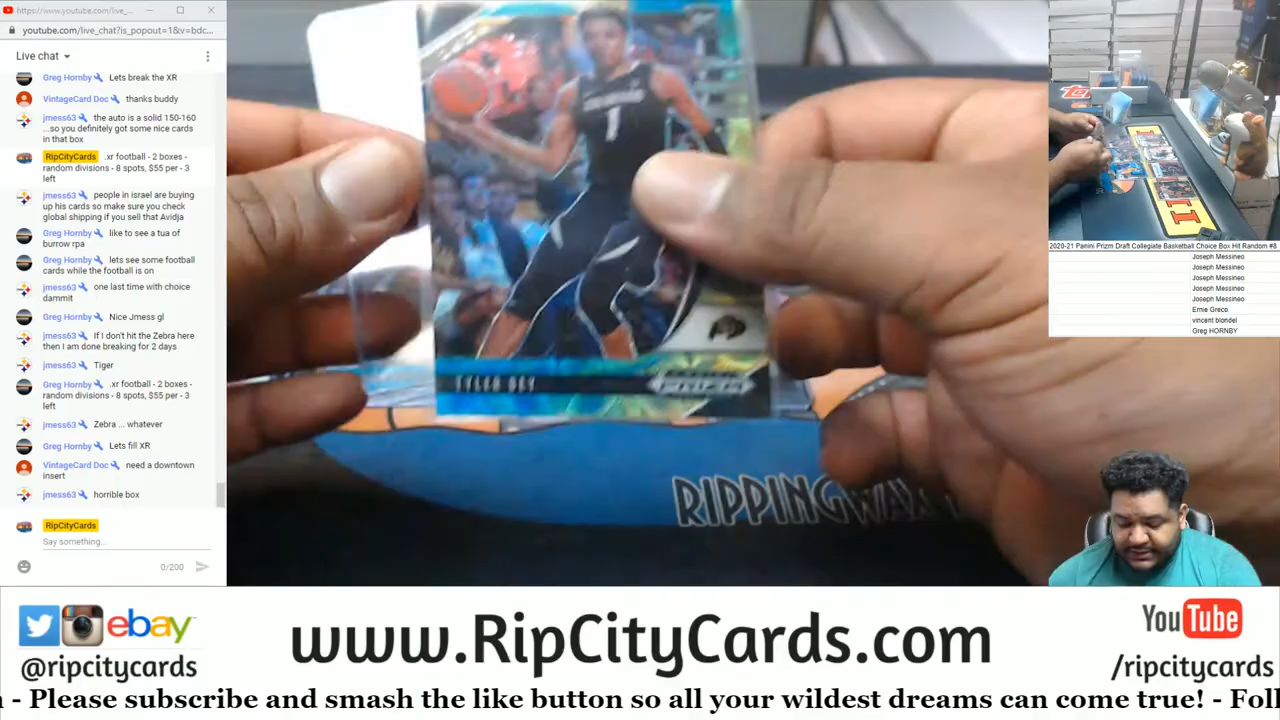 https://www.youtube.com/live_...
youtube.com/live_chat?is_popout=1&v=bdc...
Live chat
Greg Hornby Lets break the XR
VintageCard Doc thanks buddy
jmess63 the auto is a solid 150-160
...so you definitely got some nice cards
in that box
RipCityCards .xr football - 2 boxes -
random divisions - 8 spots, $55 per - 3
left
jmess63 people in israel are buying
up his cards so make sure you check
global shipping if you sell that Avidja
Greg Hornby like to see a tua of
burrow rpa
Greg Hornby lets see some football
cards while the football is on
jmess63 one last time with choice
dammit
Greg Hornby Nice Jmess gl
jmess63 If I don't hit the Zebra here
then I am done breaking for 2 days
jmess63 Tiger
Greg Hornby .xr football - 2 boxes -
random divisions - 8 spots, $55 per - 3
left
jmess63 Zebra ... whatever
Greg Hornby Lets fill XR
VintageCard Doc need a downtown
insert
jmess63 horrible box
RipCityCards
Say something...
0/200
1
TYLER BEY
PRIZM
RIPPINGWAX
2020-21 Panini Prizm Draft Collegiate Basketball Choice Box Hit Random #8
Joseph Messineo
Joseph Messineo
Joseph Messineo
Joseph Messineo
Joseph Messineo
Ernie Greco
vincent blondel
Greg HORNBY
ebay
@ripcitycards
www.RipCityCards.com
YouTube
/ripcitycards
- Please subscribe and smash the like button so all your wildest dreams can come true! - Foll